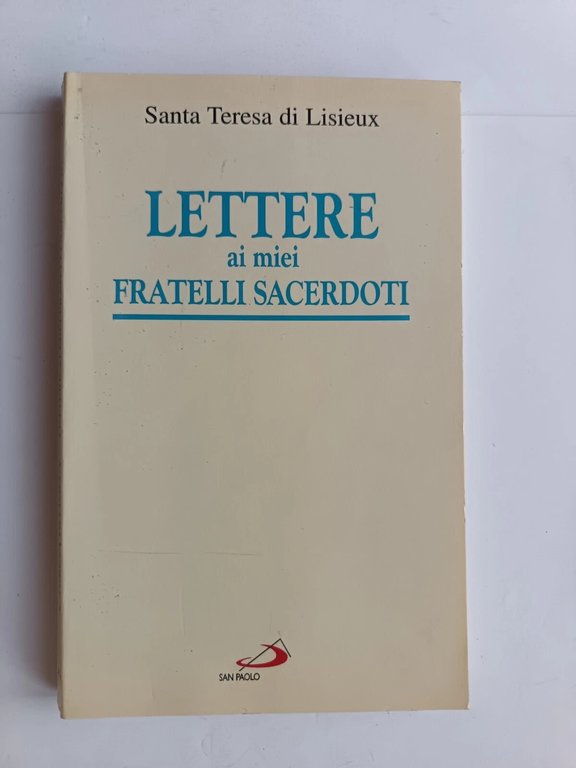 Santa Teresa di Lisieux
LETTERE
ai miei
FRATELLI SACERDOTI
SAN PAOLO